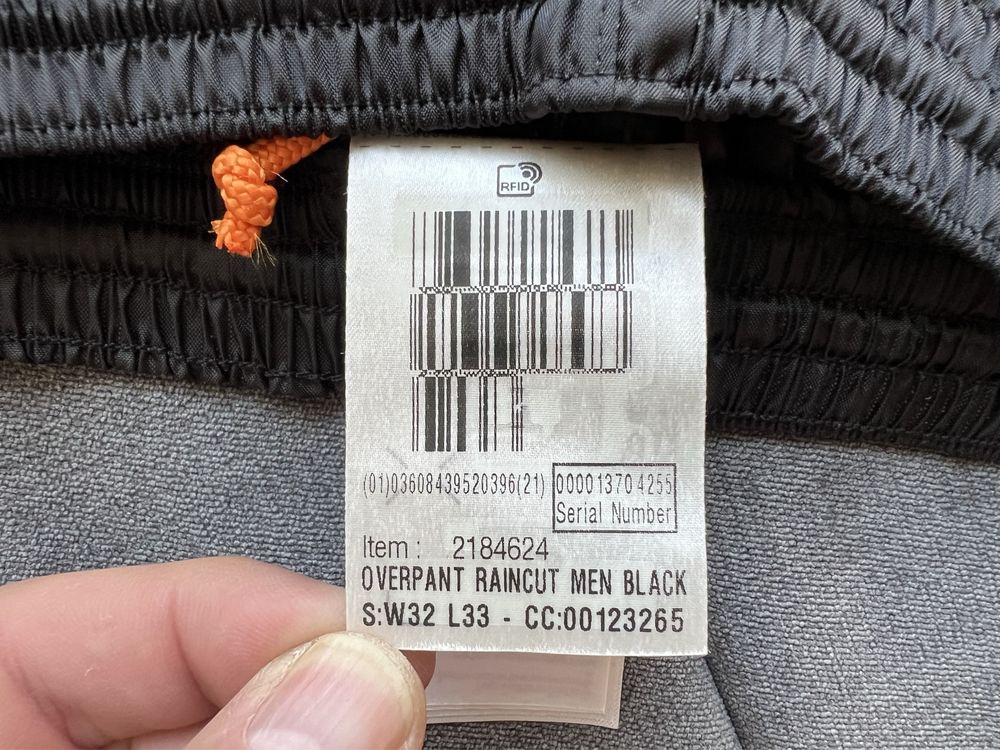 RFID
(01)03608439520396(21) 000013704255
Serial Number
Item : 2184624
OVERPANT RAINCUT MEN BLACK
S:W32 L33 - CC:00123265